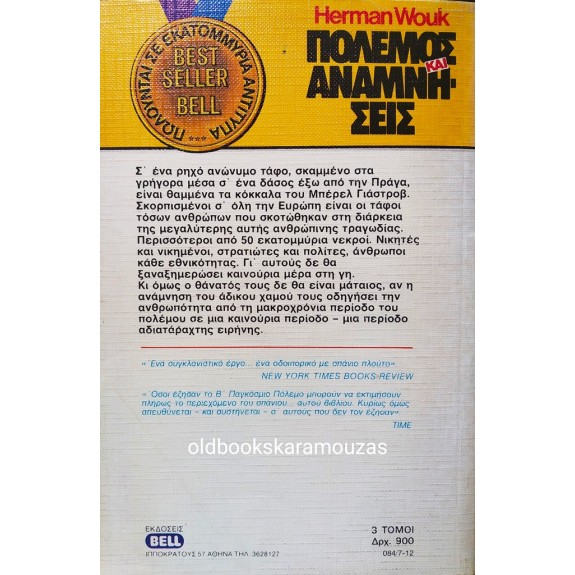 Herman Wouk
ΠΟΛΕΜΟΣ
ΚΑΙ
ΑΝΑΜΝΗ-
ΣΕΙΣ
ΠΩΛΟΥΝΤΑΙ ΣΕ ΕΚΑΤΟΜΜΥΡΙΑ ΑΝΤΙΤΥΠΑ...
BEST
SELLER
BELL
Σ' ένα ρηχό ανώνυμο τάφο, σκαμμένο στα
γρήγορα μέσα σ' ένα δάσος έξω από την Πράγα,
είναι θαμμένα τα κόκκαλα του Μπέρελ Γιάστροβ.
Σκορπισμένοι σ' όλη την Ευρώπη είναι οι τάφοι
τόσων ανθρώπων που σκοτώθηκαν στη διάρκεια
της μεγαλύτερης αυτής ανθρώπινης τραγωδίας.
Περισσότεροι από 50 εκατομμύρια νεκροί. Νικητές
και νικημένοι, στρατιώτες και πολίτες, άνθρωποι
κάθε εθνικότητας. Γι' αυτούς δε θα
ξαναξημερώσει καινούρια μέρα στη γη.
Κι όμως ο θάνατός τους δε θα είναι μάταιος, αν η
ανάμνηση του άδικου χαμού τους οδηγήσει την
ανθρωπότητα από τη μακροχρόνια περίοδο του
πολέμου σε μια καινούρια περίοδο – μια περίοδο
αδιατάραχτης ειρήνης.
«Ένα συγκλονιστικό έργο... ένα οδοιπορικό με σπάνιο πλούτο»
NEW YORK TIMES BOOKS REVIEW
«Όσοι έζησαν το Β' Παγκόσμιο Πόλεμο μπορούν να εκτιμήσουν
πλήρως το περιεχόμενο του σπάνιου... αυτού βιβλίου. Κυρίως όμως
απευθύνεται – και συστήνεται – σ' αυτούς που δεν τον έζησαν»
TIME
oldbookskaramouzas
ΕΚΔΟΣΕΙΣ
BELL
ΙΠΠΟΚΡΑΤΟΥΣ 57 ΑΘΗΝΑ ΤΗΛ. 3628127
3 ΤΟΜΟΙ
Δρχ. 900
084/7-12